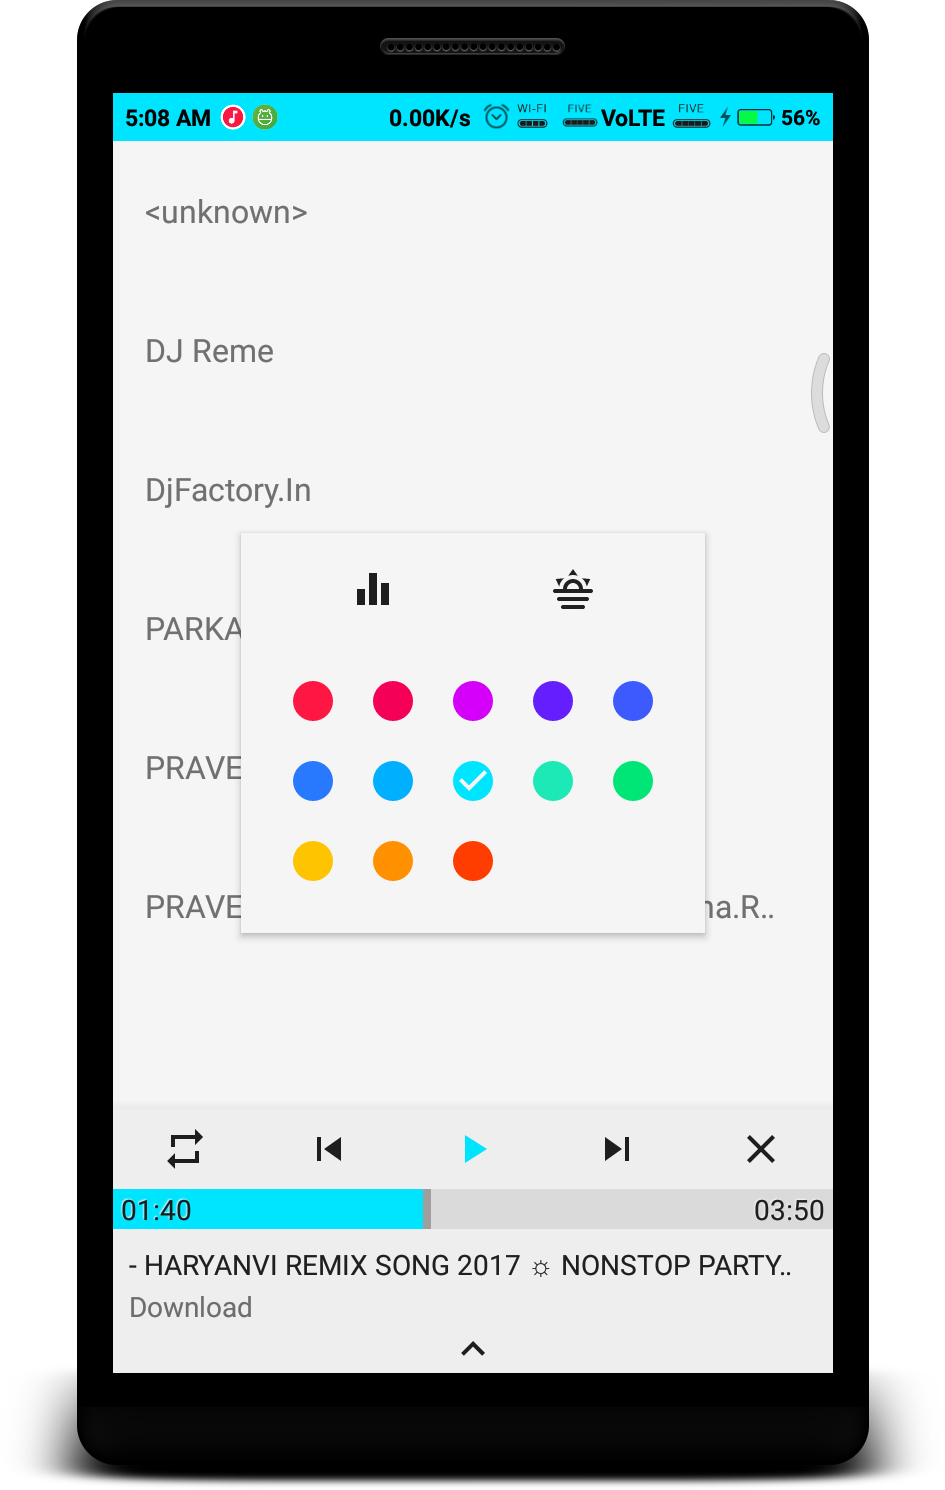 5:08 AM 0.00K/s WI-FI FIVE VoLTE FIVE 56%
<unknown>
DJ Reme
DjFactory.In
PARKA
PRAVE
PRAVE na.R..
01:40 03:50
- HARYANVI REMIX SONG 2017 ☼ NONSTOP PARTY..
Download